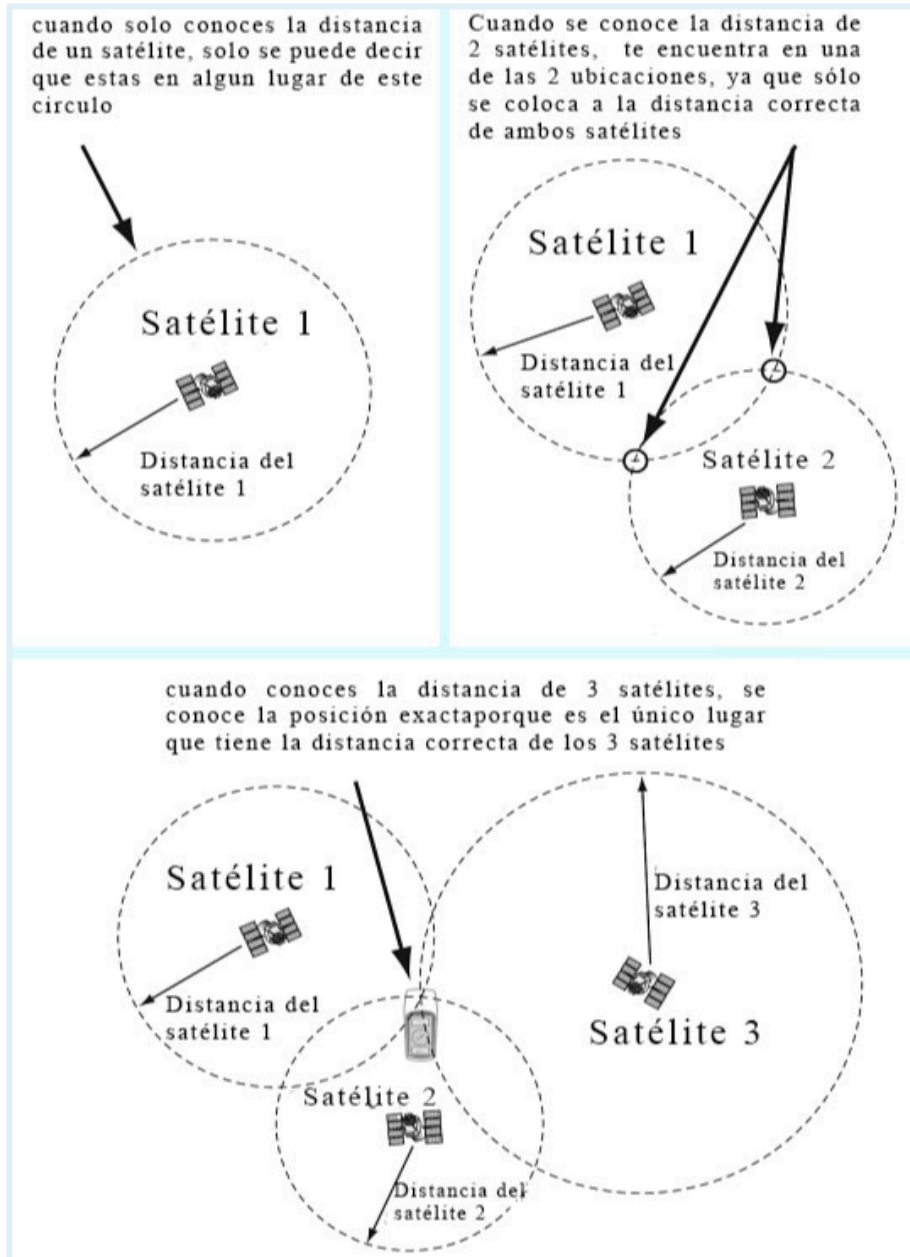 cuando solo conoces la distancia
de un satélite, solo se puede decir
que estas en algun lugar de este
circulo
Satélite 1
Distancia del
satélite 1
Cuando se conoce la distancia de
2 satélites, te encuentra en una
de las 2 ubicaciones, ya que sólo
se coloca a la distancia correcta
de ambos satélites
Satélite 1
Distancia del
satélite 1
Satélite 2
Distancia del
satélite 2
cuando conoces la distancia de 3 satélites, se
conoce la posición exactaporque es el único lugar
que tiene la distancia correcta de los 3 satélites
Satélite 1
Distancia del
satélite 1
Distancia del
satélite 3
Satélite 3
Satélite 2
Distancia del
satélite 2